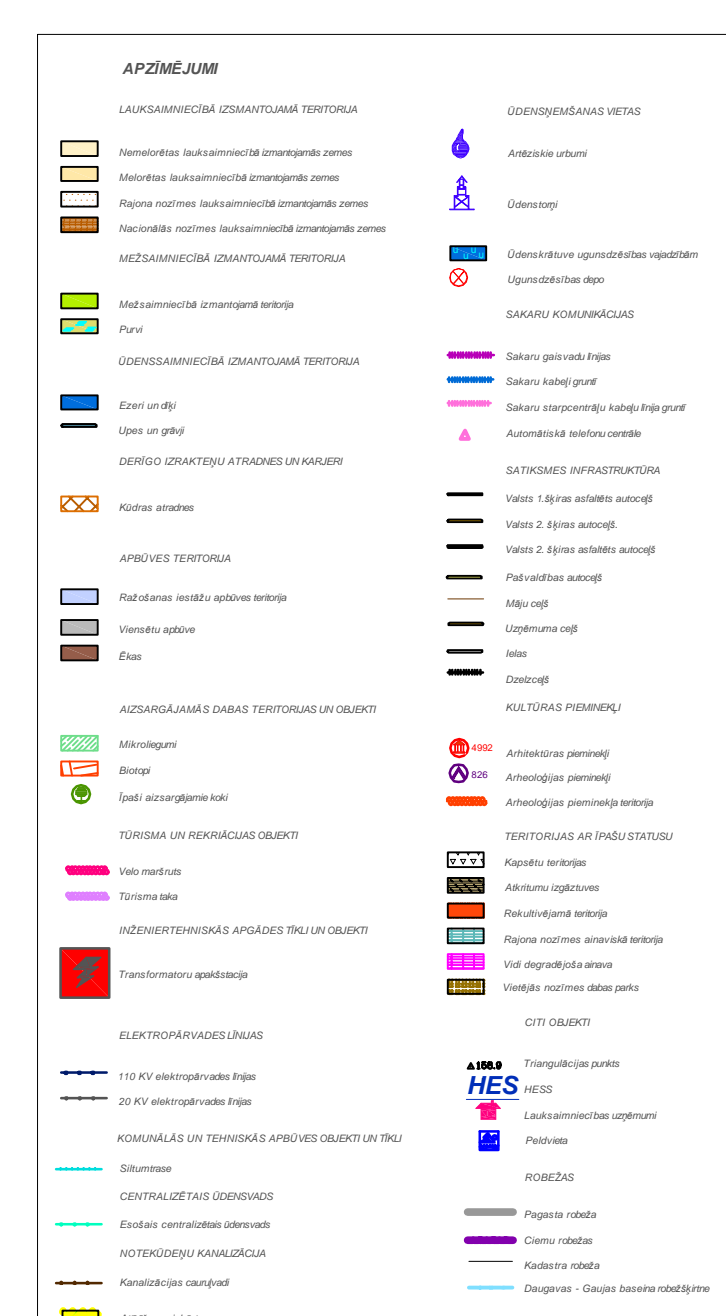 APZĪMĒJUMI
LAUKSAIMNIECĪBĀ IZSMANTOJAMĀ TERITORIJA
Nemelorētas lauksaimniecībā izmantojamās zemes
Melorētas lauksaimniecībā izmantojamās zemes
Rajona nozīmes lauksaimniecībā izmantojamās zemes
Nacionālās nozīmes lauksaimniecībā izmantojamās zemes
MEŽSAIMNIECĪBĀ IZMANTOJAMĀ TERITORIJA
Mežsaimniecībā izmantojamā teritorija
Purvi
ŪDENSSAIMNIECĪBĀ IZMANTOJAMĀ TERITORIJA
Ezeri un dīķi
Upes un grāvji
DERĪGO IZRAKTEŅU ATRADNES UN KARJERI
Kūdras atradnes
APBŪVES TERITORIJA
Ražošanas iestāžu apbūves teritorija
Viensētu apbūve
Ēkas
AIZSARGĀJAMĀS DABAS TERITORIJAS UN OBJEKTI
Mikroliegumi
Biotopi
Īpaši aizsargājamie koki
TŪRISMA UN REKRIĀCIJAS OBJEKTI
Velo maršruts
Tūrisma taka
INŽENIERTEHNISKĀS APGĀDES TĪKLI UN OBJEKTI
Transformatoru apakšstacija
ELEKTROPĀRVADES LĪNIJAS
110 KV elektropārvades līnijas
20 KV elektropārvades līnijas
KOMUNĀLĀS UN TEHNISKĀS APBŪVES OBJEKTI UN TĪKLI
Siltumtrase
CENTRALIZĒTAIS ŪDENSVADS
Esošais centralizētais ūdensvads
NOTEKŪDEŅU KANALIZĀCIJA
Kanalizācijas cauruļvadi
ŪDENSŅEMŠANAS VIETAS
Artēziskie urbumi
Ūdenstorņi
Ūdenskrātuve ugunsdzēsības vajadzībām
Ugunsdzēsības depo
SAKARU KOMUNIKĀCIJAS
Sakaru gaisvadu līnijas
Sakaru kabeļi gruntī
Sakaru starpcentrāļu kabeļu līnija gruntī
Automātiskā telefonu centrāle
SATIKSMES INFRASTRUKTŪRA
Valsts 1.šķiras asfaltēts autoceļš
Valsts 2. šķiras autoceļš.
Valsts 2. šķiras asfaltēts autoceļš
Pašvaldības autoceļš
Māju ceļš
Uzņēmuma ceļš
Ielas
Dzelzceļš
KULTŪRAS PIEMINEKĻI
4992 Arhitektūras pieminekļi
826 Arheoloģijas pieminekļi
Arheoloģijas pieminekļa teritorija
TERITORIJAS AR ĪPAŠU STATUSU
Kapsētu teritorijas
Atkritumu izgāztuves
Rekultivējamā teritorija
Rajona nozīmes ainaviskā teritorija
Vidi degradējoša ainava
Vietējās nozīmes dabas parks
CITI OBJEKTI
158.9 Triangulācijas punkts
HES HESS
Lauksaimniecības uzņēmumi
Peldvieta
ROBEŽAS
Pagasta robeža
Ciemu robežas
Kadastra robeža
Daugavas - Gaujas baseina robežšķirtne